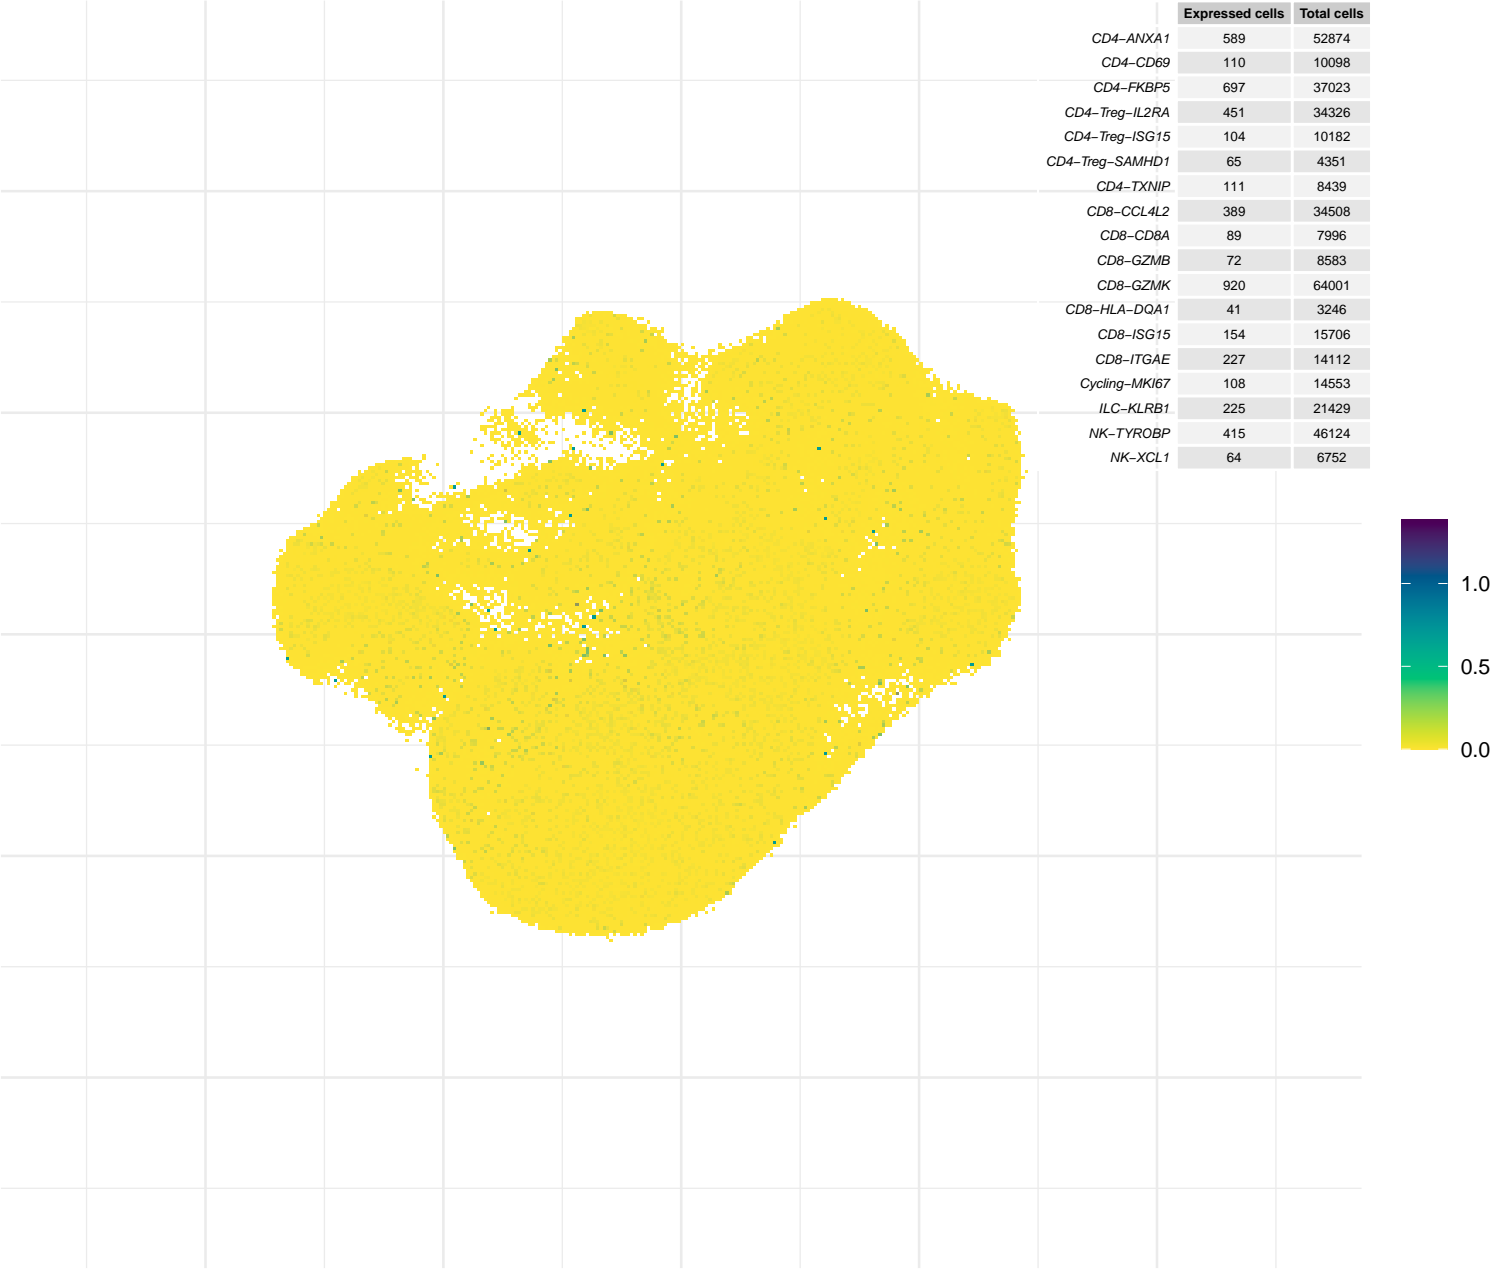 Expressed cells Total cells
CD4−ANXA1 589 52874
CD4−CD69 110 10098
CD4−FKBP5 697 37023
CD4−Treg−IL2RA 451 34326
CD4−Treg−ISG15 104 10182
CD4−Treg−SAMHD1 65 4351
CD4−TXNIP 111 8439
CD8−CCL4L2 389 34508
CD8−CD8A 89 7996
CD8−GZMB 72 8583
CD8−GZMK 920 64001
CD8−HLA−DQA1 41 3246
CD8−ISG15 154 15706
CD8−ITGAE 227 14112
Cycling−MKI67 108 14553
ILC−KLRB1 225 21429
NK−TYROBP 415 46124
NK−XCL1 64 6752
1.0
0.5
0.0